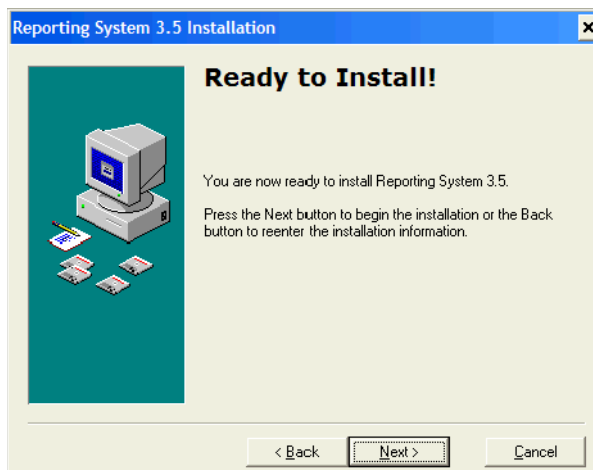 Reporting System 3.5 Installation
Ready to Install!
You are now ready to install Reporting System 3.5.
Press the Next button to begin the installation or the Back
button to reenter the installation information.
< Back
Next >
Cancel